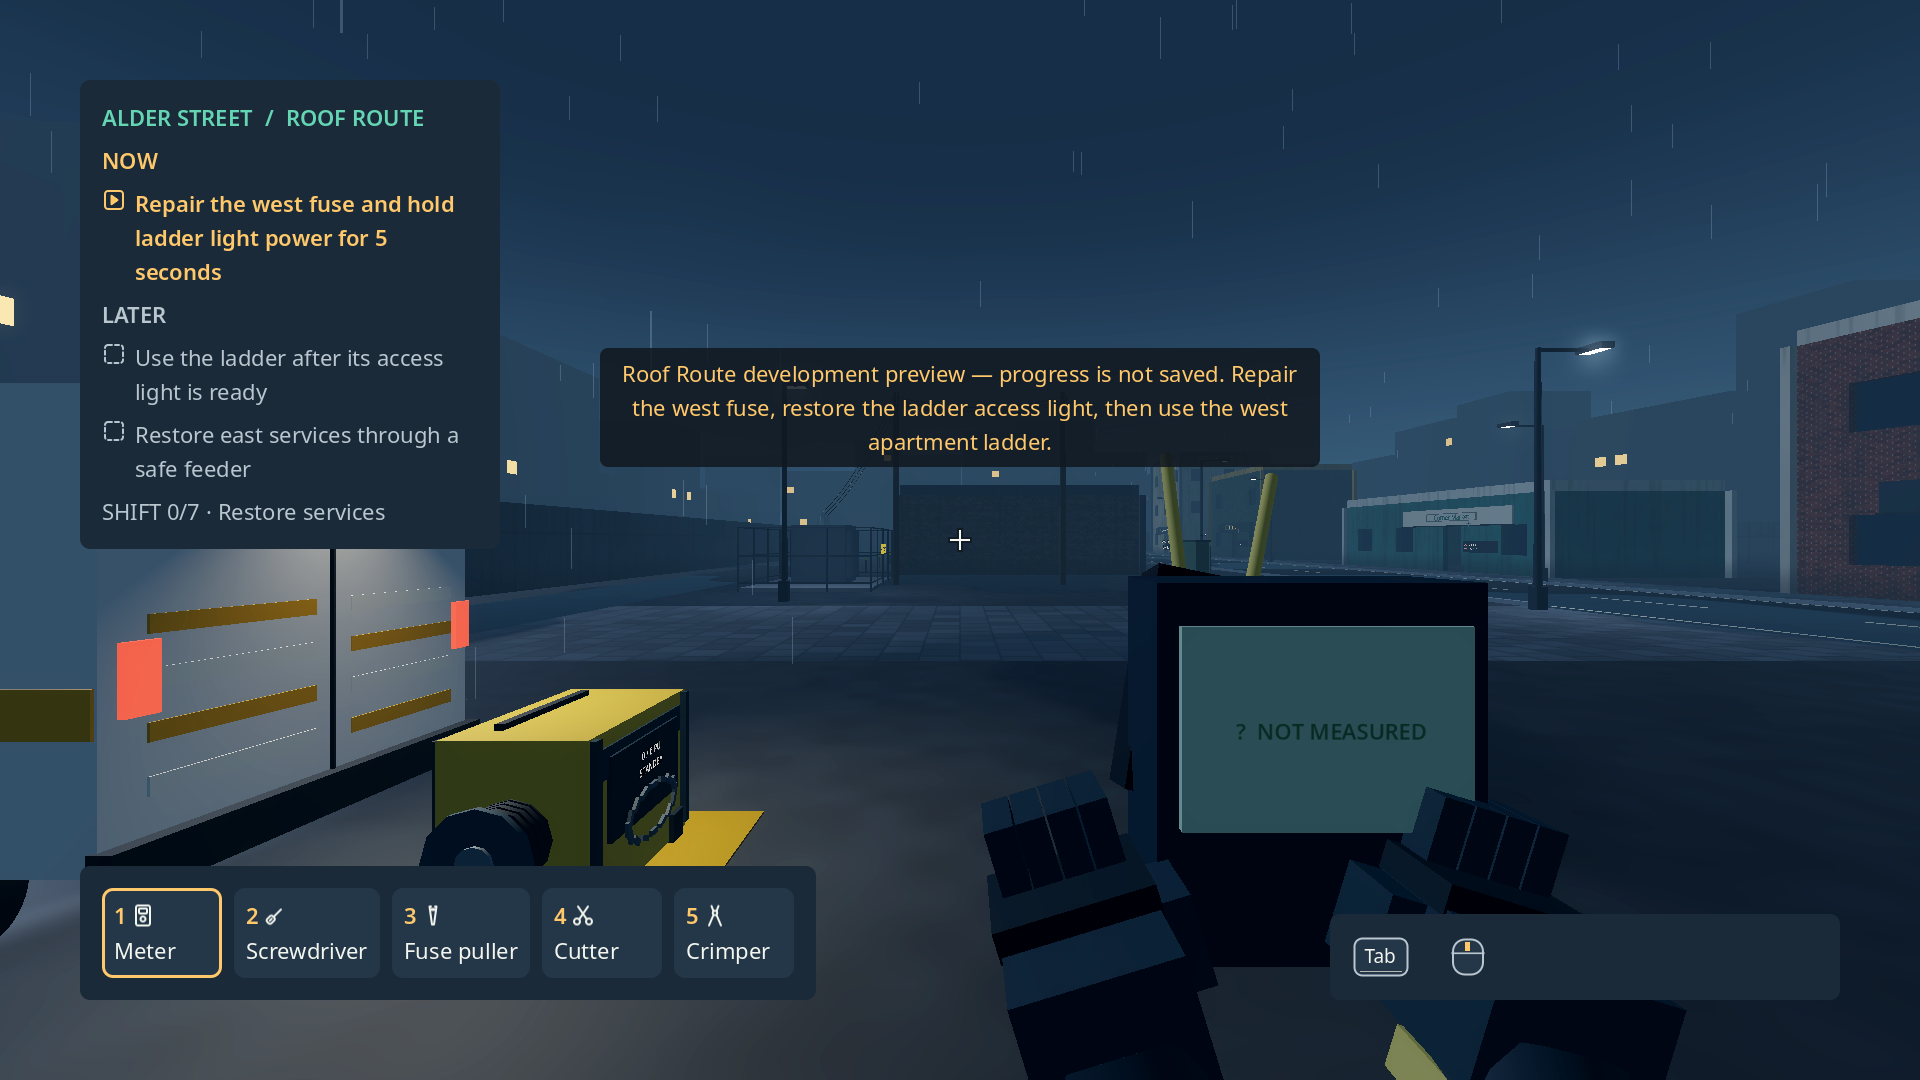 ALDER STREET / ROOF ROUTE
NOW
Repair the west fuse and hold
ladder light power for 5
seconds
LATER
Use the ladder after its access
light is ready
Restore east services through a
safe feeder
SHIFT 0/7 · Restore services
Roof Route development preview — progress is not saved. Repair
the west fuse, restore the ladder access light, then use the west
apartment ladder.
? NOT MEASURED
1
Meter
2
Screwdriver
3
Fuse puller
4
Cutter
5
Crimper
Tab